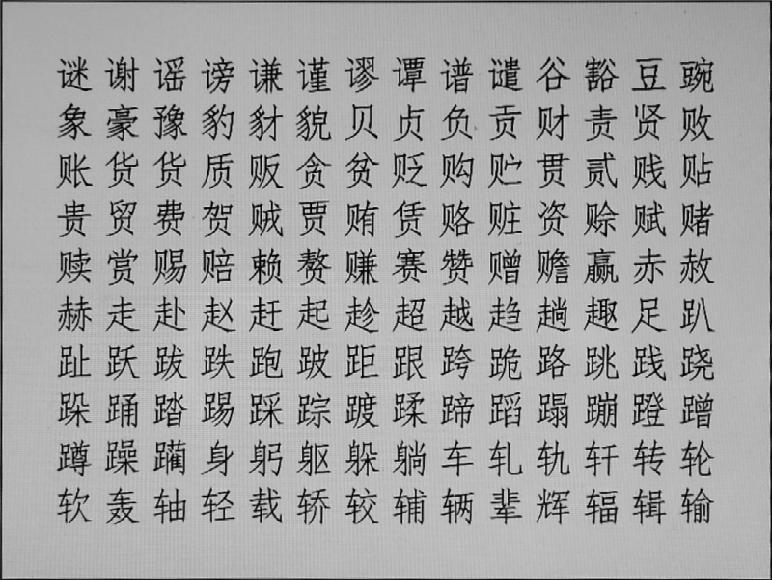 谜谢谣谤谦谨谬谭谱谴谷豁豆豌
象豪豫豹豺貌贝贞负贡财责贤败
账货货质贩贪贫贬购贮贯贰贱贴
贵贸费贺贼贾贿赁赂赃资赊赋赌
赎赏赐赔赖赘赚赛赞赠赡赢赤赦
赫走赴赵赶起趁超越趋趟趣足趴
趾跃跋跌跑跛距跟跨跪路跳践跷
跺踊踏踢踩踪踱蹂蹄蹈蹋蹦蹬蹭
蹲躁躏身躬躯躲躺车轧轨轩转轮
软轰轴轻载轿较辅辆辈辉辐辑输